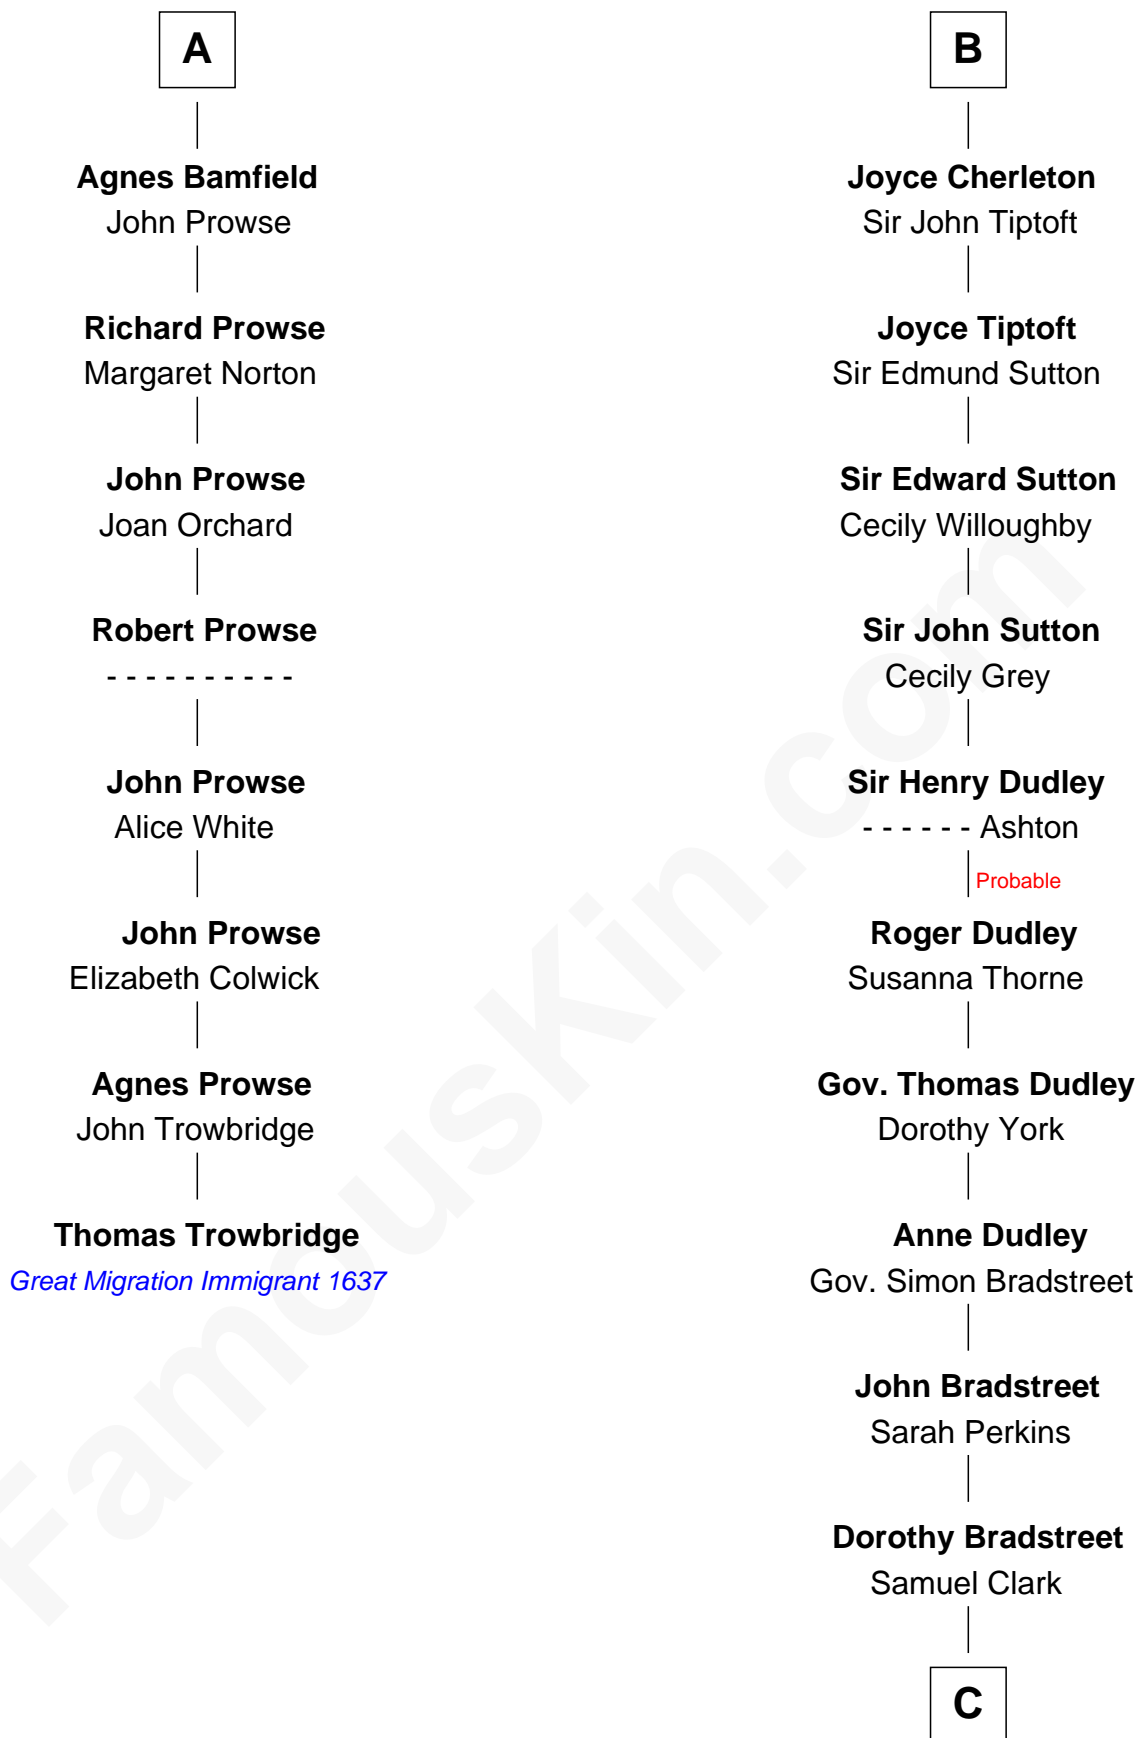 A
Agnes Bamfield
John Prowse
Richard Prowse
Margaret Norton
John Prowse
Joan Orchard
Robert Prowse
- - - - - - - - - -
John Prowse
Alice White
John Prowse
Elizabeth Colwick
Agnes Prowse
John Trowbridge
Thomas Trowbridge
Great Migration Immigrant 1637
B
Joyce Cherleton
Sir John Tiptoft
Joyce Tiptoft
Sir Edmund Sutton
Sir Edward Sutton
Cecily Willoughby
Sir John Sutton
Cecily Grey
Sir Henry Dudley
- - - - - - Ashton
Probable
Roger Dudley
Susanna Thorne
Gov. Thomas Dudley
Dorothy York
Anne Dudley
Gov. Simon Bradstreet
John Bradstreet
Sarah Perkins
Dorothy Bradstreet
Samuel Clark
C
FamousKin.com